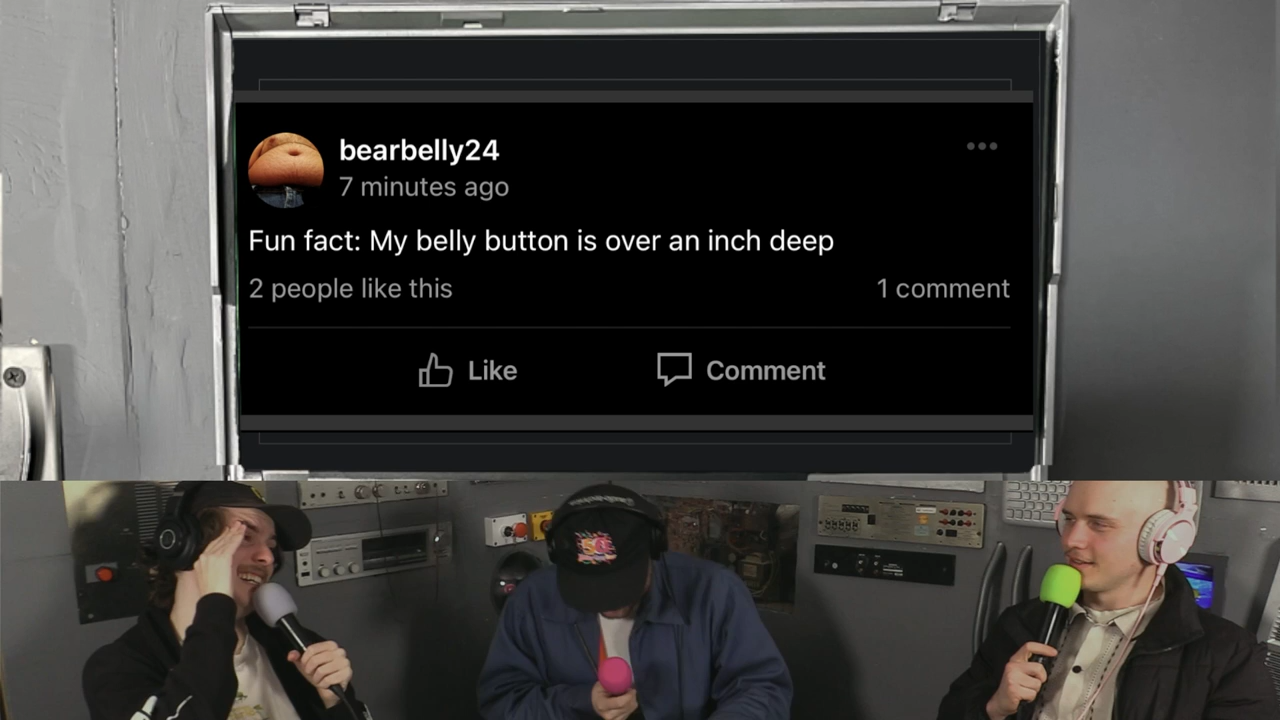 bearbelly24
7 minutes ago
Fun fact: My belly button is over an inch deep
2 people like this
1 comment
Like
Comment